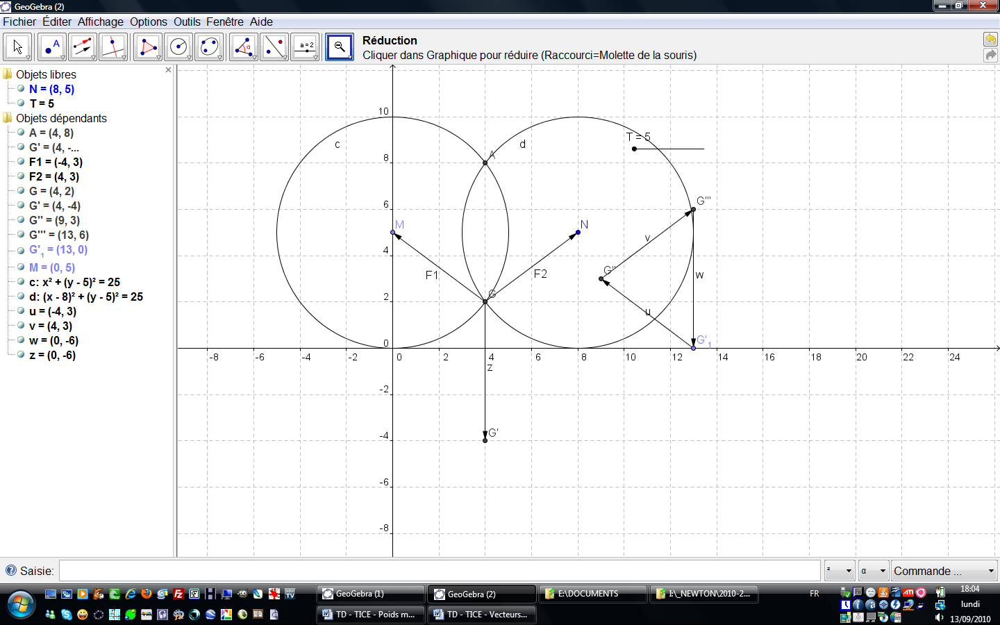 GeoGebra (2)
Fichier Éditer Affichage Options Outils Fenêtre Aide
A
a = 2
Réduction
Cliquer dans Graphique pour réduire (Raccourci=Molette de la souris)
Objets libres
N = (8, 5)
T = 5
Objets dépendants
A = (4, 8)
G' = (4, -...
F1 = (-4, 3)
F2 = (4, 3)
G = (4, 2)
G' = (4, -4)
G'' = (9, 3)
G''' = (13, 6)
G'₁ = (13, 0)
M = (0, 5)
c: x² + (y - 5)² = 25
d: (x - 8)² + (y - 5)² = 25
u = (-4, 3)
v = (4, 3)
w = (0, -6)
z = (0, -6)
10
8
6
4
2
0
-2
-4
-6
-8
-8 -6 -4 -2 0 2 4 6 8 10 12 14 16 18 20 22 24
c
d
A
T = 5
G'''
M
N
v
F1
F2
G''
w
G
u
G'₁
z
G'
Saisie:
² α Commande ...
GeoGebra (1)
GeoGebra (2)
E:\DOCUMENTS
I:\_NEWTON\2010-2...
FR
18:04
TD - TICE - Poids m...
TD - TICE - Vecteurs...
lundi
13/09/2010